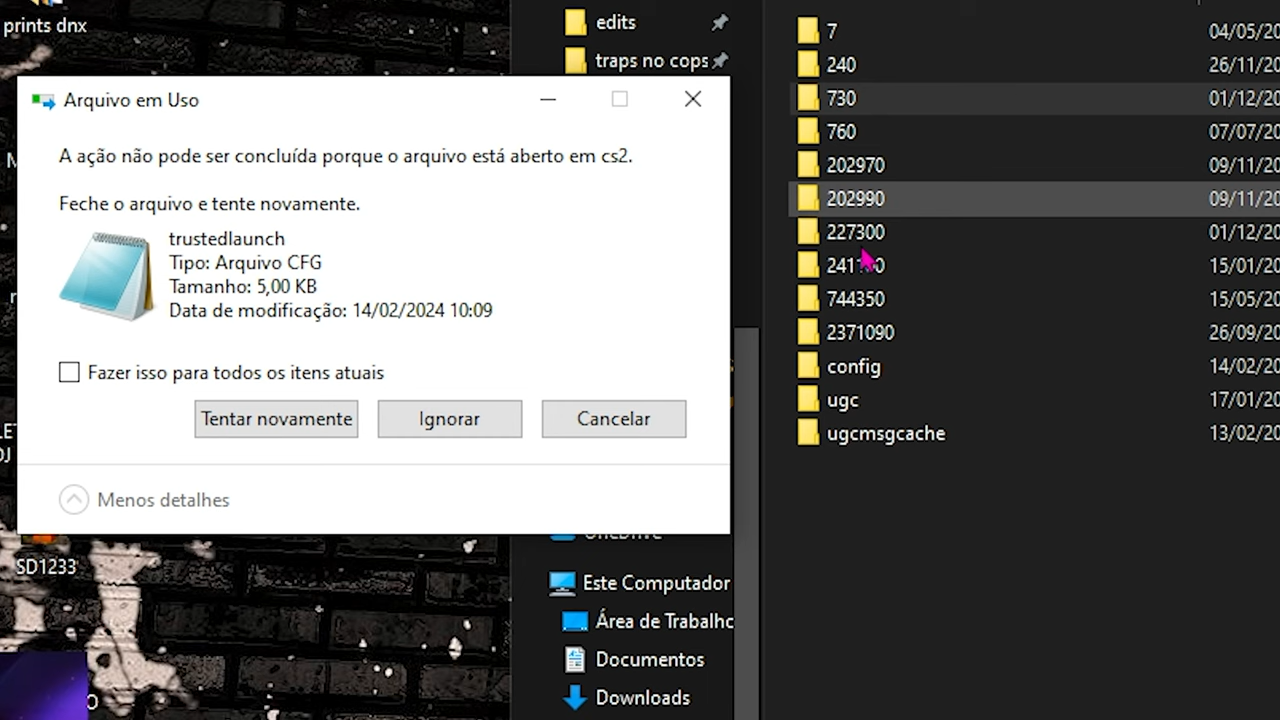 prints dnx
edits
traps no cops
Arquivo em Uso
A ação não pode ser concluída porque o arquivo está aberto em cs2.
Feche o arquivo e tente novamente.
trustedlaunch
Tipo: Arquivo CFG
Tamanho: 5,00 KB
Data de modificação: 14/02/2024 10:09
Fazer isso para todos os itens atuais
Tentar novamente
Ignorar
Cancelar
Menos detalhes
SD1233
OneDrive
Este Computador
Área de Trabalho
Documentos
Downloads
7 04/05/20
240 26/11/20
730 01/12/20
760 07/07/20
202970 09/11/20
202990 09/11/20
227300 01/12/20
15/01/20
744350 15/05/20
2371090 26/09/20
config 14/02/20
ugc 17/01/20
ugcmsgcache 13/02/20